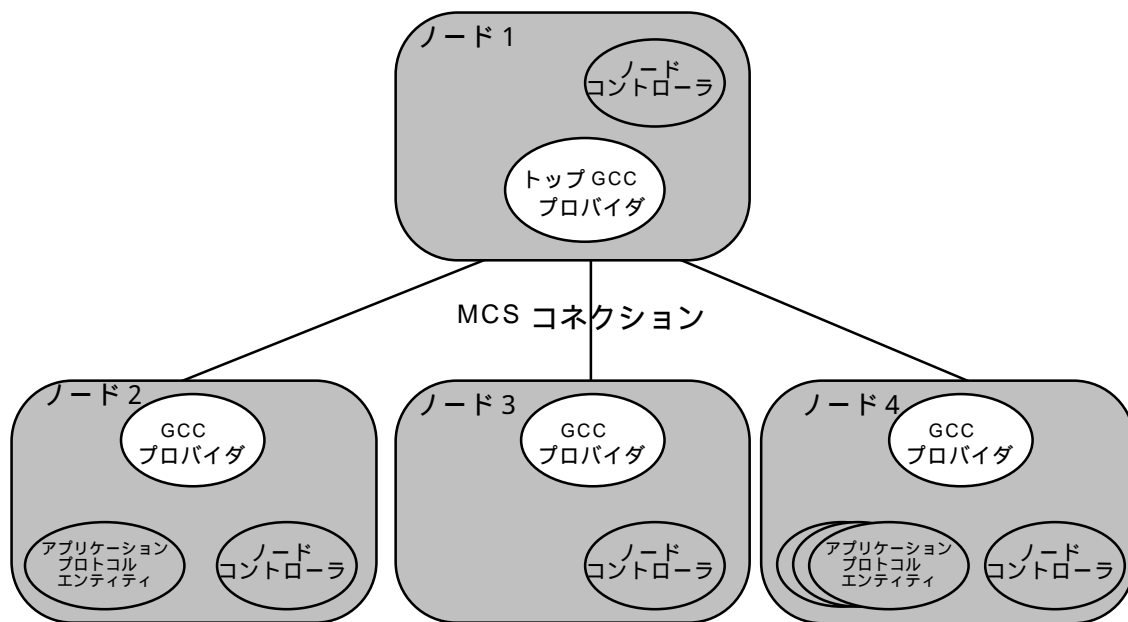 ノード 1
ノード
コントローラ
トップ GCC
プロバイダ
MCS コネクション
ノード 2
GCC
プロバイダ
アプリケーション
プロトコル
エンティティ
ノード
コントローラ
ノード 3
GCC
プロバイダ
ノード
コントローラ
ノード 4
GCC
プロバイダ
アプリケーション
プロトコル
エンティティ
ノード
コントローラ